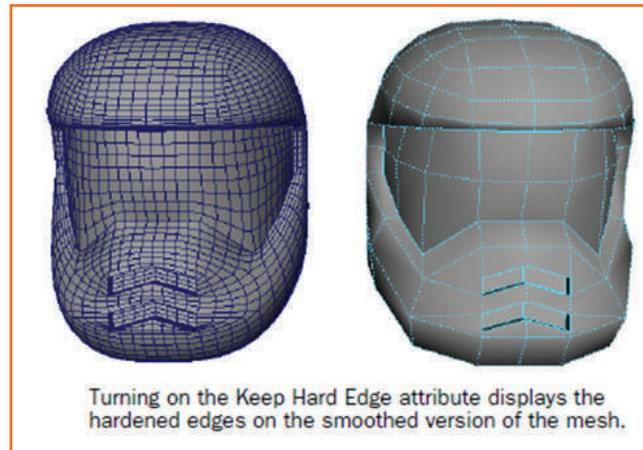 Turning on the Keep Hard Edge attribute displays the
hardened edges on the smoothed version of the mesh.